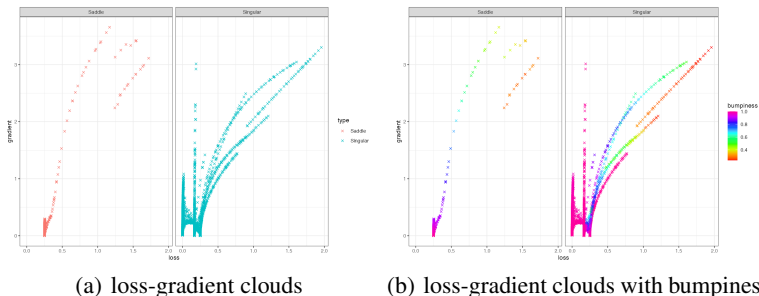 Saddle
Singular
3
2
1
0
gradient
0.0
0.5
1.0
1.5
2.0
0.0
0.5
1.0
1.5
2.0
loss
type
Saddle
Singular
(a) loss-gradient clouds
Saddle
Singular
3
2
1
0
gradient
0.0
0.5
1.0
1.5
2.0
0.0
0.5
1.0
1.5
2.0
loss
bumpiness
1.0
0.8
0.6
0.4
(b) loss-gradient clouds with bumpines